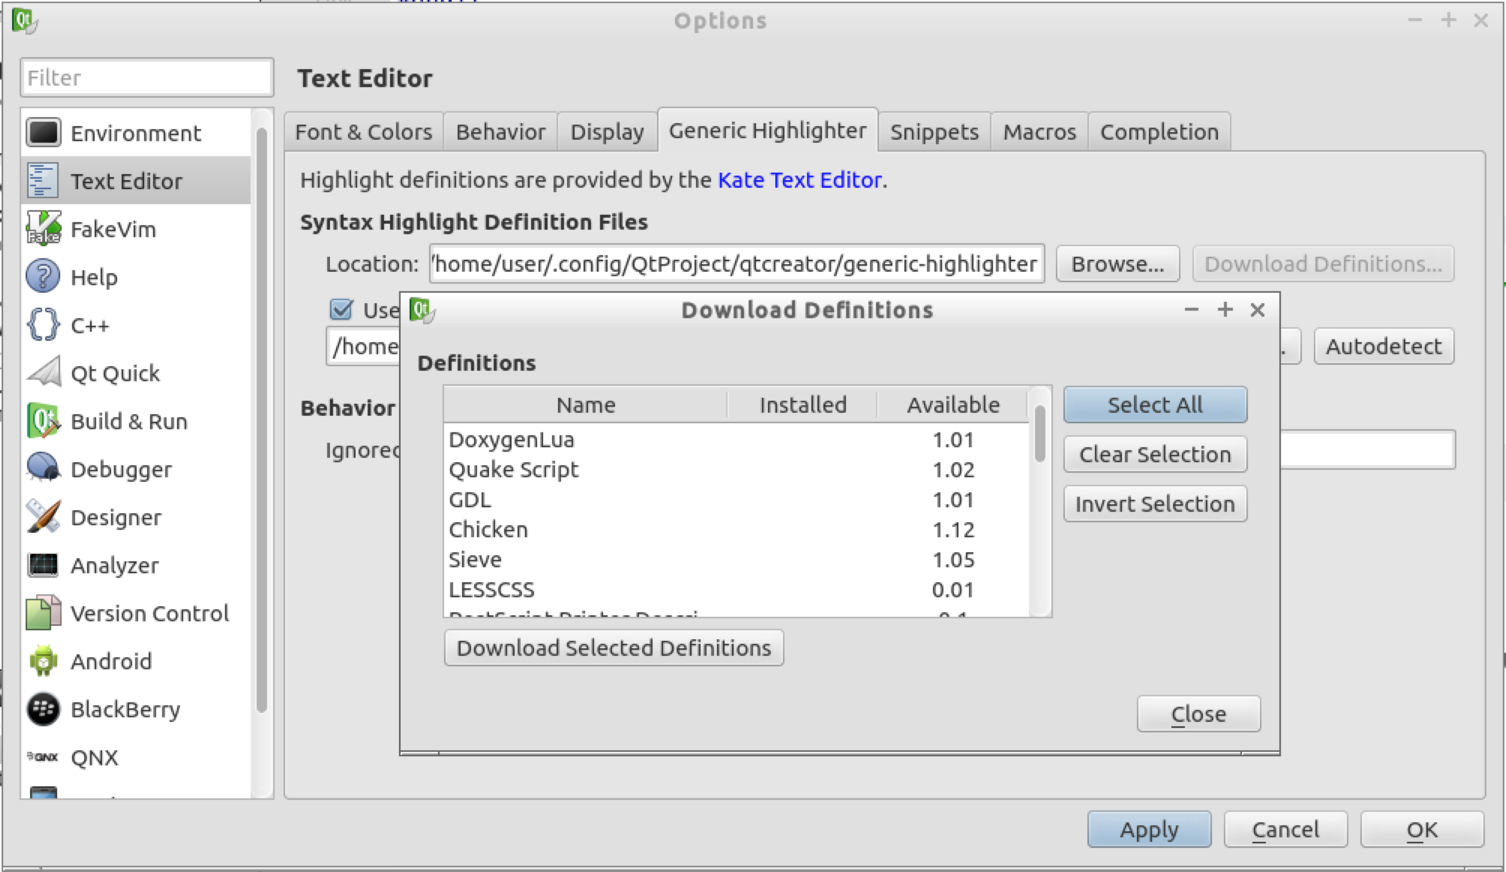 Options
Filter
Text Editor
Environment
Text Editor
FakeVim
Help
C++
Qt Quick
Build & Run
Debugger
Designer
Analyzer
Version Control
Android
BlackBerry
QNX
Font & Colors Behavior Display Generic Highlighter Snippets Macros Completion
Highlight definitions are provided by the Kate Text Editor.
Syntax Highlight Definition Files
Location: /home/user/.config/QtProject/qtcreator/generic-highlighter Browse... Download Definitions...
Use
/home
Autodetect
Behavior
Download Definitions
Definitions
Name Installed Available
DoxygenLua 1.01
Quake Script 1.02
GDL 1.01
Chicken 1.12
Sieve 1.05
LESSCSS 0.01
Select All
Clear Selection
Invert Selection
Download Selected Definitions
Close
Apply Cancel OK